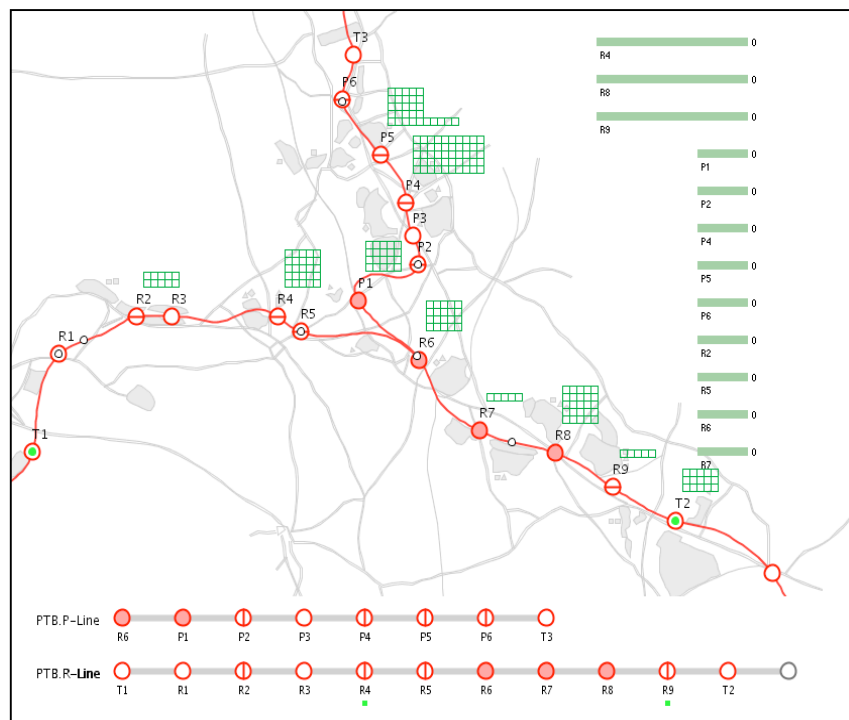 T3
0
R4
P6
0
R8
0
R9
P5
0
P1
P4
0
P2
P3
0
P4
P2
0
P5
P1
0
P6
R2 R3
R4
R5
0
R2
R1
R6
0
R5
R7
0
R6
R8
T1
0
R7
R9
T2
PTB.P-Line
R6 P1 P2 P3 P4 P5 P6 T3
PTB.R-Line
T1 R1 R2 R3 R4 R5 R6 R7 R8 R9 T2